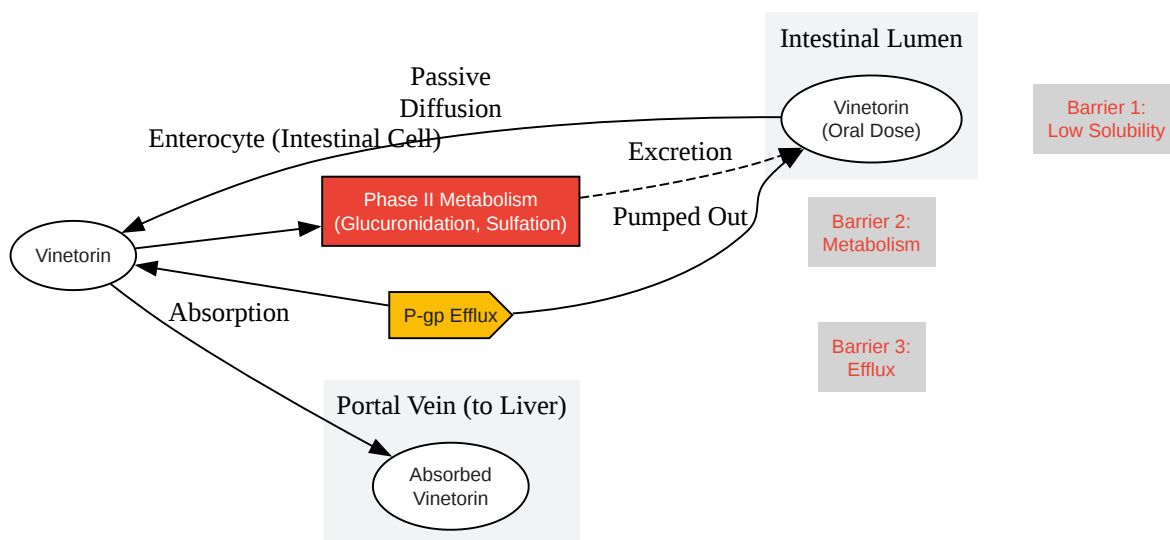 Intestinal Lumen
Passive
Diffusion
Vinetorin
(Oral Dose)
Barrier 1:
Low Solubility
Enterocyte (Intestinal Cell)
Excretion
Phase II Metabolism
(Glucuronidation, Sulfation)
Pumped Out
Barrier 2:
Metabolism
Vinetorin
Absorption
P-gp Efflux
Barrier 3:
Efflux
Portal Vein (to Liver)
Absorbed
Vinetorin